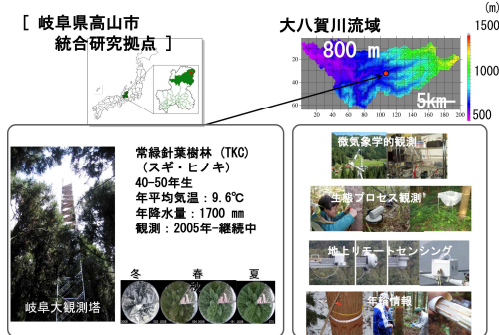 [ 岐阜県高山市
統合研究拠点 ]
大八賀川流域
(m)
1500
1000
500
800 m
5km
20
40
60
20 40 60 80 100 120 140 160 180 200
常緑針葉樹林 (TKC)
(スギ・ヒノキ)
40-50年生
年平均気温：9.6℃
年降水量：1700 mm
観測：2005年-継続中
冬 春 夏
秋
岐阜大観測塔
微気象学的観測
生態プロセス観測
地上リモートセンシング
年輪情報